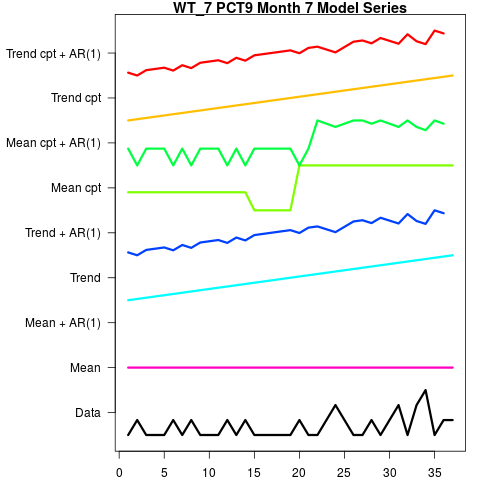 WT_7 PCT9 Month 7 Model Series
Trend cpt + AR(1)
Trend cpt
Mean cpt + AR(1)
Mean cpt
Trend + AR(1)
Trend
Mean + AR(1)
Mean
Data
0 5 10 15 20 25 30 35